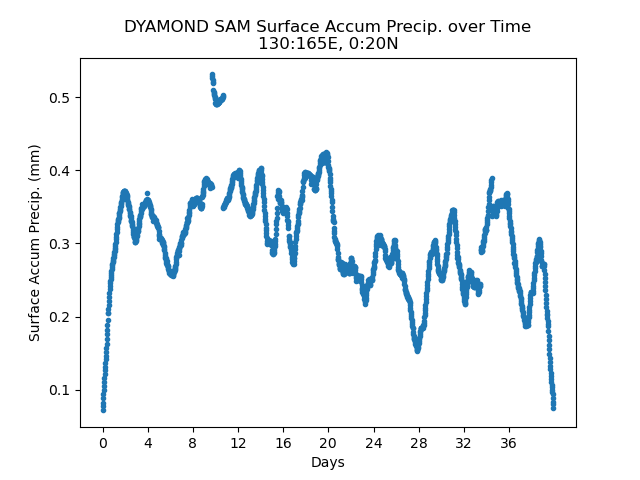 DYAMOND SAM Surface Accum Precip. over Time
130:165E, 0:20N
Surface Accum Precip. (mm)
0.5
0.4
0.3
0.2
0.1
0 4 8 12 16 20 24 28 32 36
Days